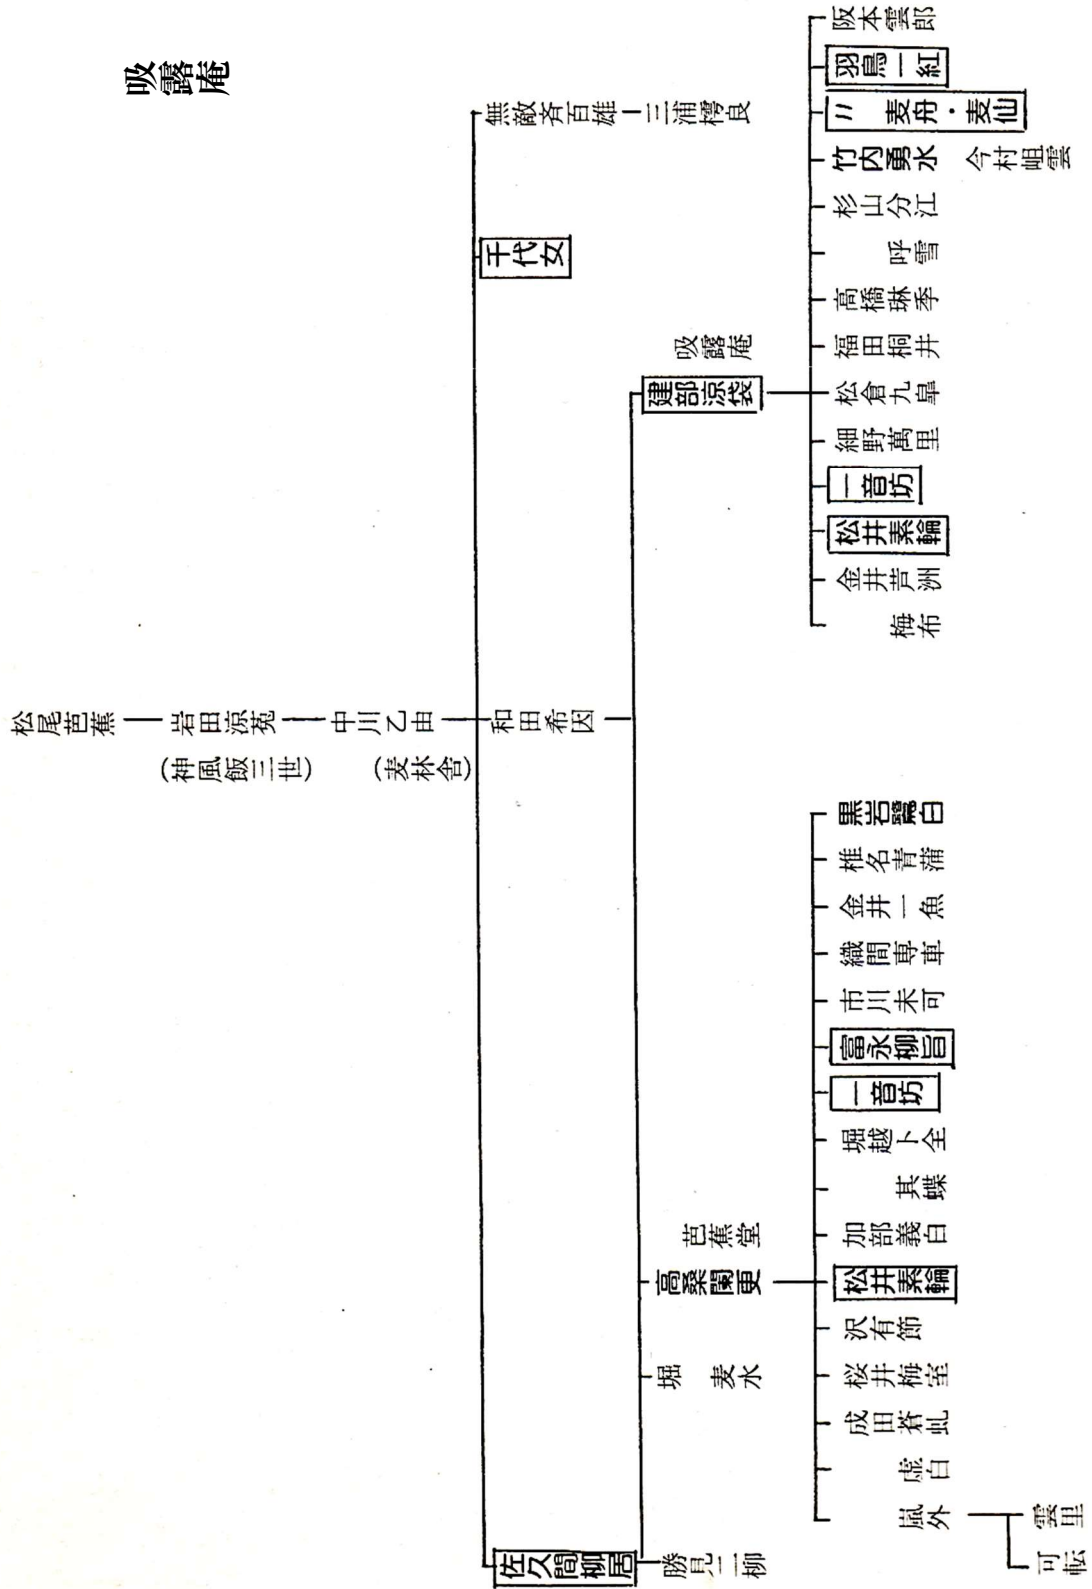 吸露庵
松尾芭蕉
岩田涼菟
(神風飯三世)
中川乙由
(麦林舎)
無敵斉百雄
三浦樗良
千代女
和田希因
佐久間柳居
勝見二柳
吸露庵
建部涼袋
芭蕉堂
高桑闌更
堀 麦水
阪本雲郎
羽鳥一紅
〃 麦舟・麦仙
竹内勇水
今村岨雲
杉山分江
呼雪
高橋琳季
福田桐井
松倉九皐
細野萬里
一音坊
松井素輪
金井芦洲
梅布
黒岩鷺白
椎名青蒲
金井一魚
織間専車
市川未可
富永柳旨
一音坊
堀越卜全
其蝶
加部義白
松井素輪
沢有節
桜井梅室
成田蒼虬
虚白
嵐外
雲里
可転